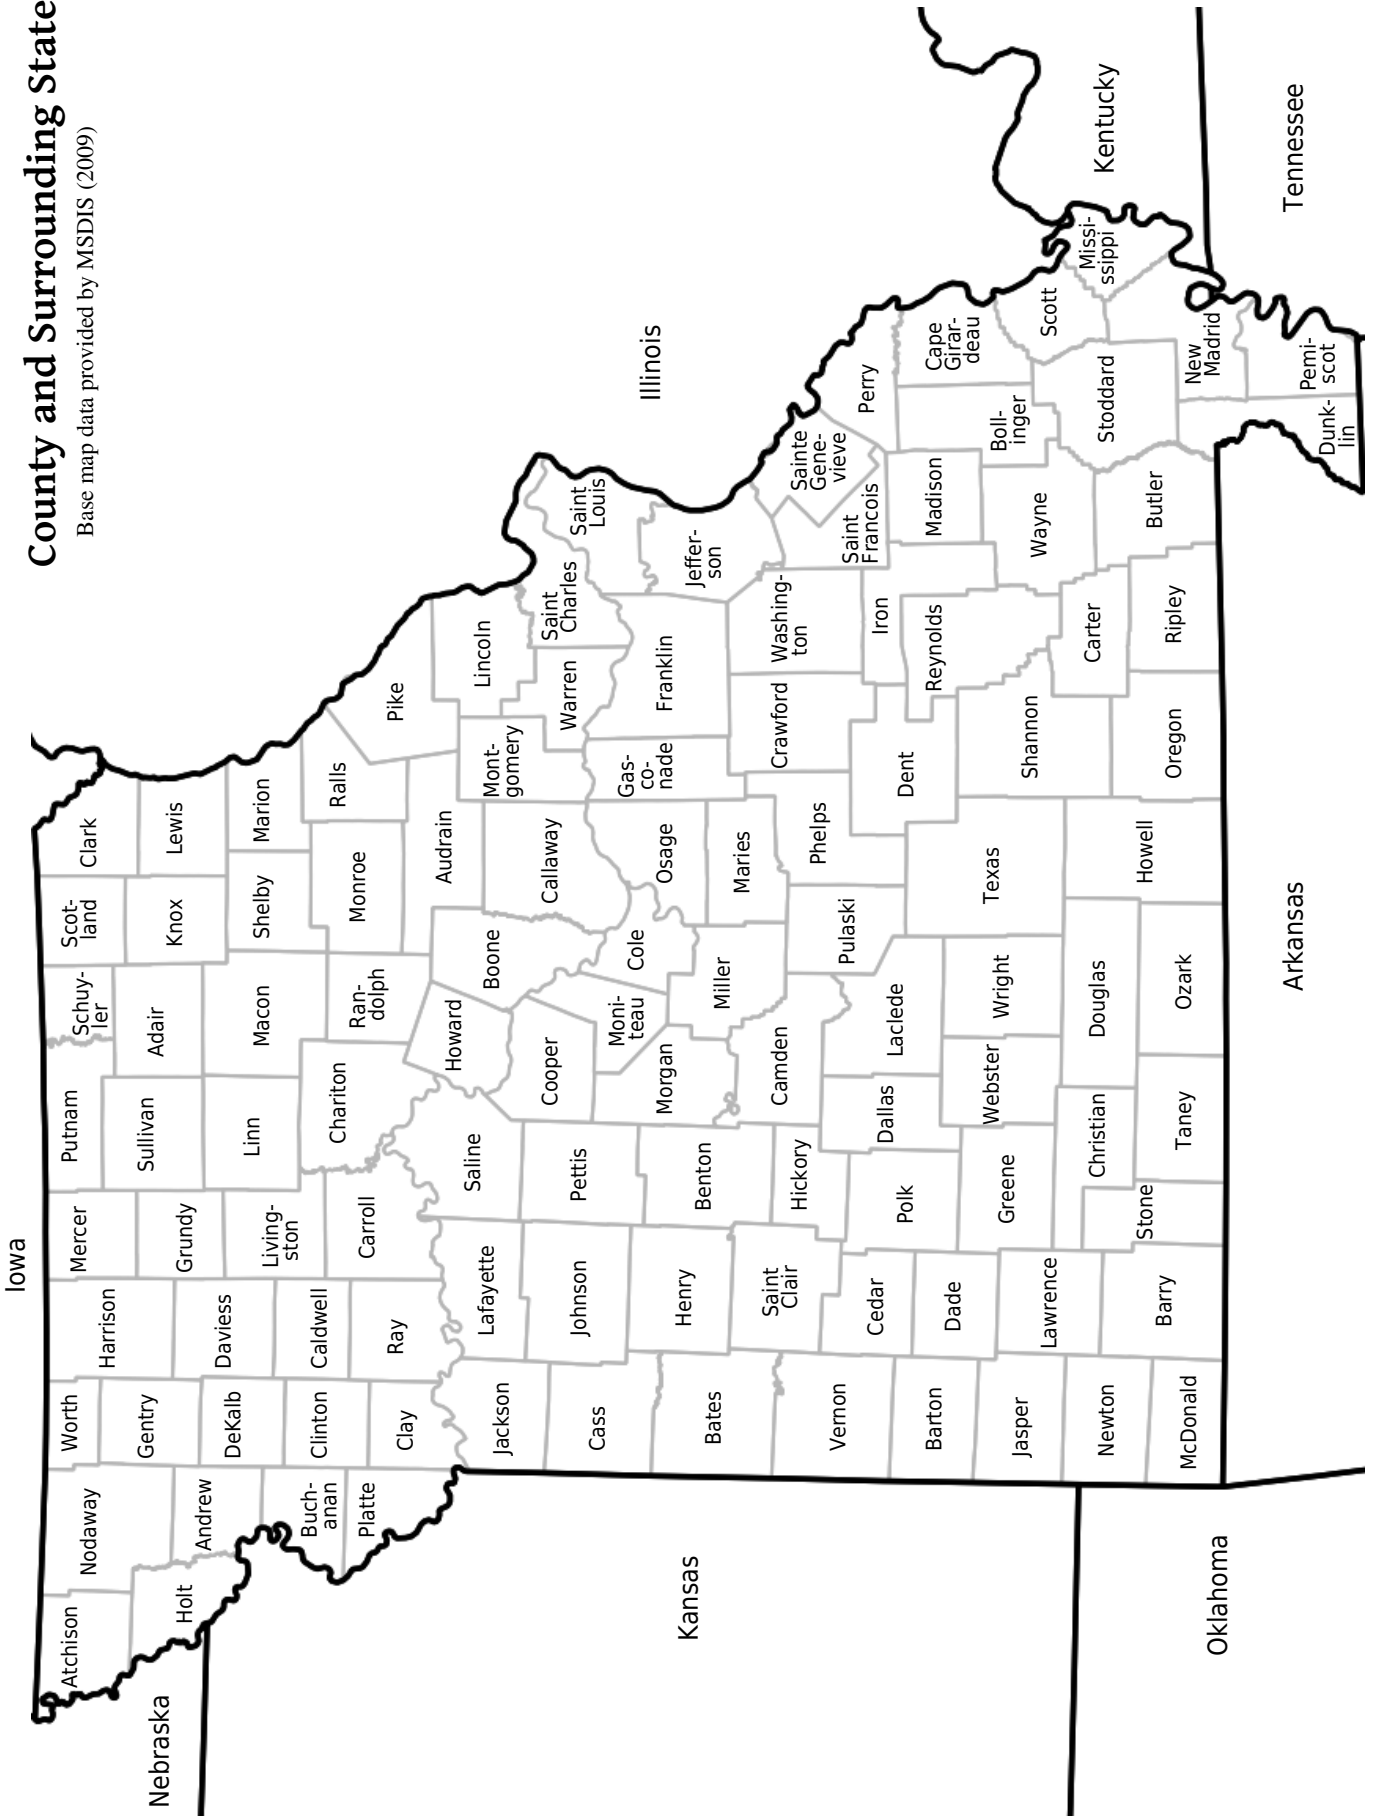 County and Surrounding State
Base map data provided by MSDIS (2009)
Iowa
Nebraska
Kansas
Oklahoma
Arkansas
Tennessee
Kentucky
Illinois
Atchison
Nodaway
Worth
Harrison
Mercer
Putnam
Schuy-
ler
Scot-
land
Clark
Holt
Andrew
Gentry
DeKalb
Daviess
Grundy
Sullivan
Adair
Knox
Lewis
Buch-
anan
Clinton
Caldwell
Living-
ston
Linn
Macon
Shelby
Marion
Platte
Clay
Ray
Carroll
Chariton
Ran-
dolph
Monroe
Ralls
Pike
Jackson
Lafayette
Saline
Howard
Boone
Audrain
Callaway
Mont-
gomery
Lincoln
Warren
Saint
Charles
Saint
Louis
Cass
Johnson
Pettis
Cooper
Moni-
teau
Cole
Osage
Gas-
co-
nade
Franklin
Jeffer-
son
Bates
Henry
Benton
Morgan
Miller
Maries
Phelps
Crawford
Washing-
ton
Sainte
Gene-
vieve
Saint
Francois
Perry
Vernon
Saint
Clair
Hickory
Camden
Pulaski
Dent
Iron
Reynolds
Madison
Boll-
inger
Cape
Girar-
deau
Barton
Cedar
Dade
Polk
Dallas
Laclede
Texas
Shannon
Wayne
Scott
Missi-
ssippi
Stoddard
Jasper
Lawrence
Greene
Webster
Wright
Howell
Carter
Butler
New
Madrid
Newton
McDonald
Barry
Stone
Christian
Taney
Douglas
Ozark
Oregon
Ripley
Dunk-
lin
Pemi-
scot